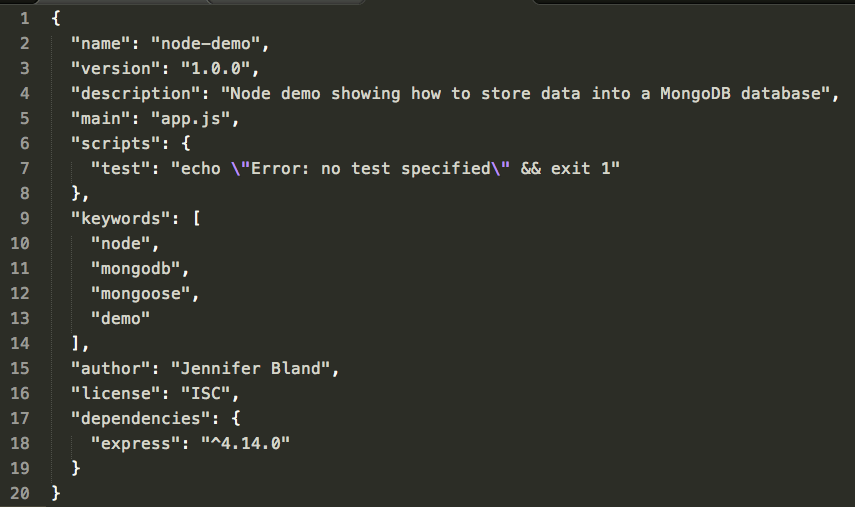 1 {
2   "name": "node-demo",
3   "version": "1.0.0",
4   "description": "Node demo showing how to store data into a MongoDB database",
5   "main": "app.js",
6   "scripts": {
7     "test": "echo \"Error: no test specified\" && exit 1"
8   },
9   "keywords": [
10     "node",
11     "mongodb",
12     "mongoose",
13     "demo"
14   ],
15   "author": "Jennifer Bland",
16   "license": "ISC",
17   "dependencies": {
18     "express": "^4.14.0"
19   }
20 }